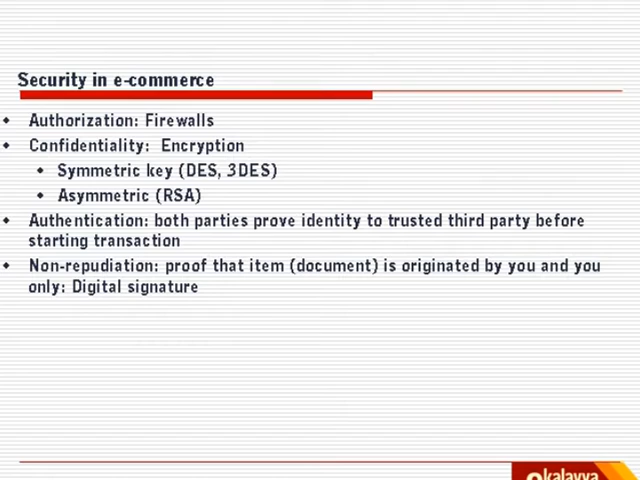 Security in e-commerce
Authorization: Firewalls
Confidentiality: Encryption
Symmetric key (DES, 3DES)
Asymmetric (RSA)
Authentication: both parties prove identity to trusted third party before
starting transaction
Non-repudiation: proof that item (document) is originated by you and you
only: Digital signature